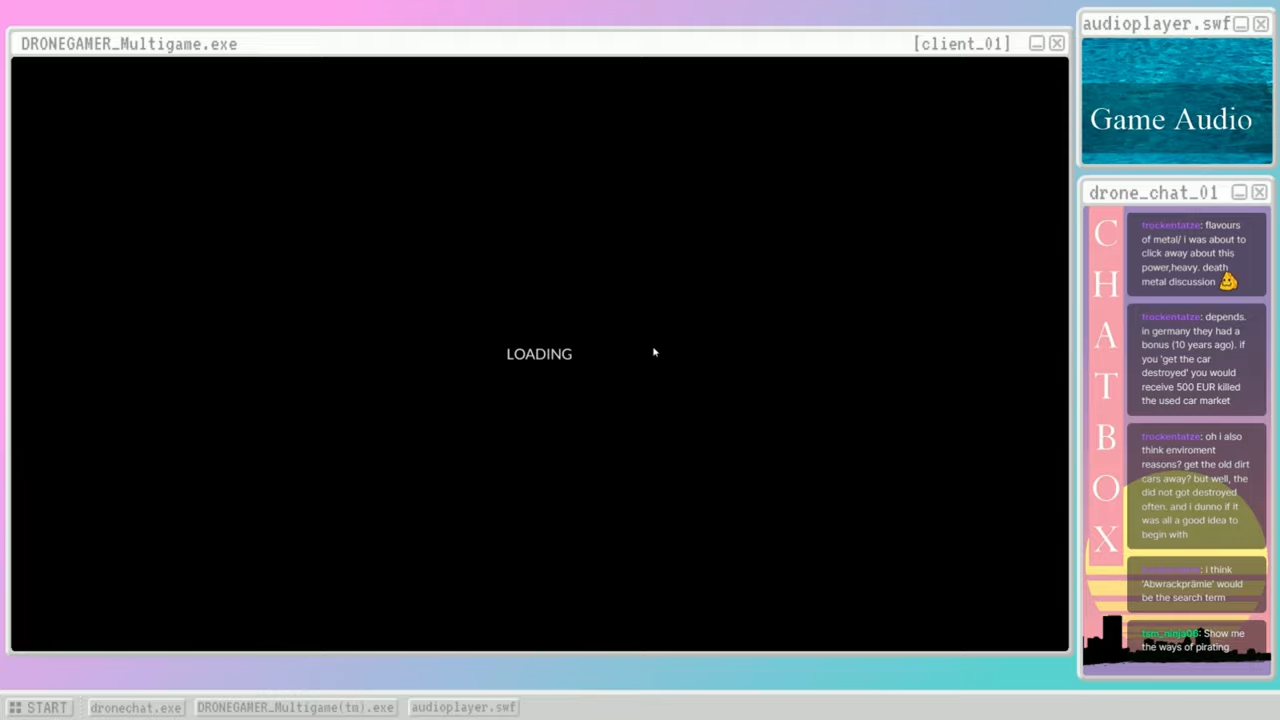 DRONEGAMER_Multigame.exe
[client_01]
LOADING
audioplayer.swf
Game Audio
drone_chat_01
CHATBOX
trockentatze: flavours
of metal/ i was about to
click away about this
power,heavy. death
metal discussion
trockentatze: depends.
in germany they had a
bonus (10 years ago). if
you 'get the car
destroyed' you would
receive 500 EUR killed
the used car market
trockentatze: oh i also
think enviroment
reasons? get the old dirt
cars away? but well, the
did not got destroyed
often. and i dunno if it
was all a good idea to
begin with
trockentatze: i think
'Abwrackprämie' would
be the search term
tsm_ninja06: Show me
the ways of pirating
START
dronechat.exe
DRONEGAMER_Multigame(tm).exe
audioplayer.swf